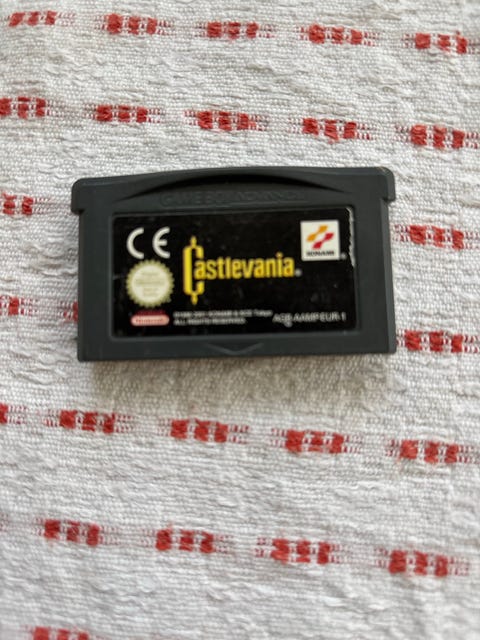 GAME BOY ADVANCE
CE
Castlevania®
KONAMI®
Nintendo
ALL RIGHTS RESERVED.
AGB-AAMP-EUR-1